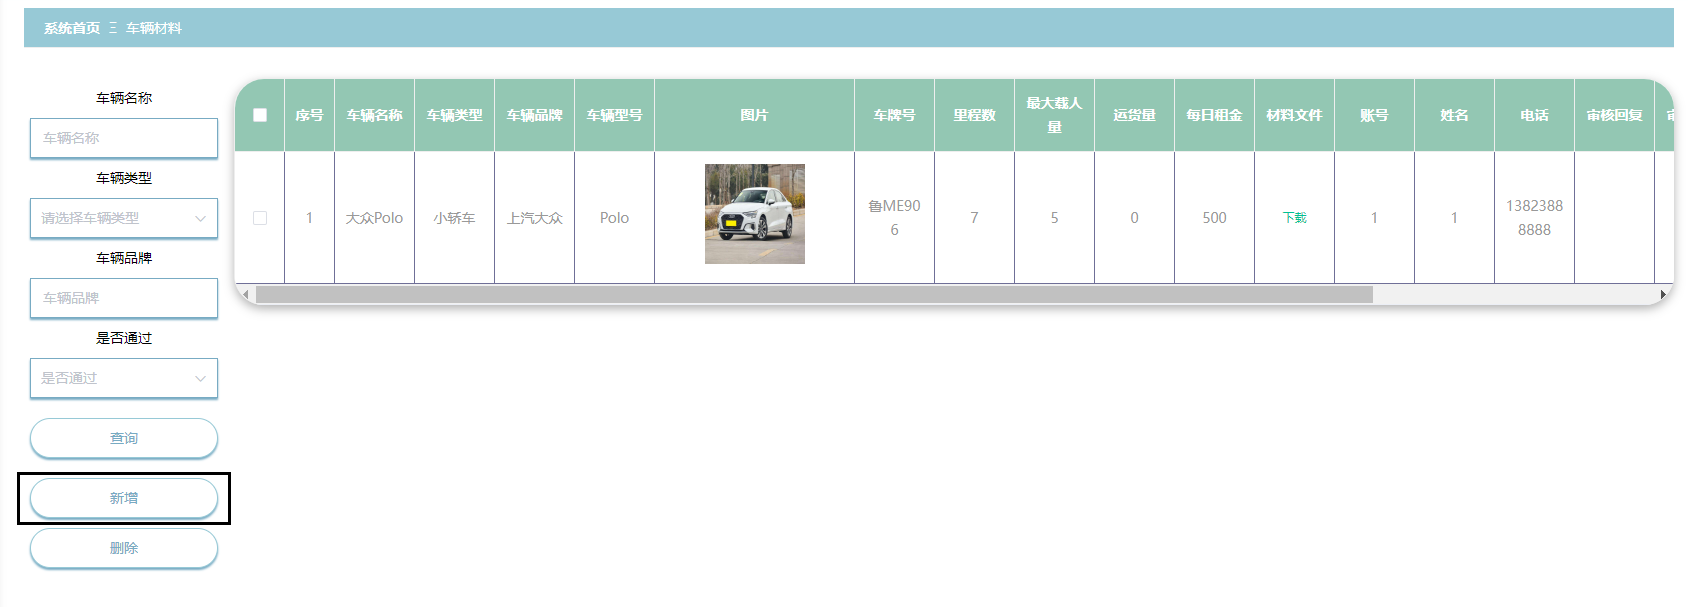 系统首页 Ξ 车辆材料
车辆名称
车辆名称
车辆类型
请选择车辆类型
车辆品牌
车辆品牌
是否通过
是否通过
查询
新增
删除
序号 车辆名称 车辆类型 车辆品牌 车辆型号 图片 车牌号 里程数 最大载人量 运货量 每日租金 材料文件 账号 姓名 电话 审核回复
1 大众Polo 小轿车 上汽大众 Polo 鲁ME906 7 5 0 500 下载 1 1 13823888888